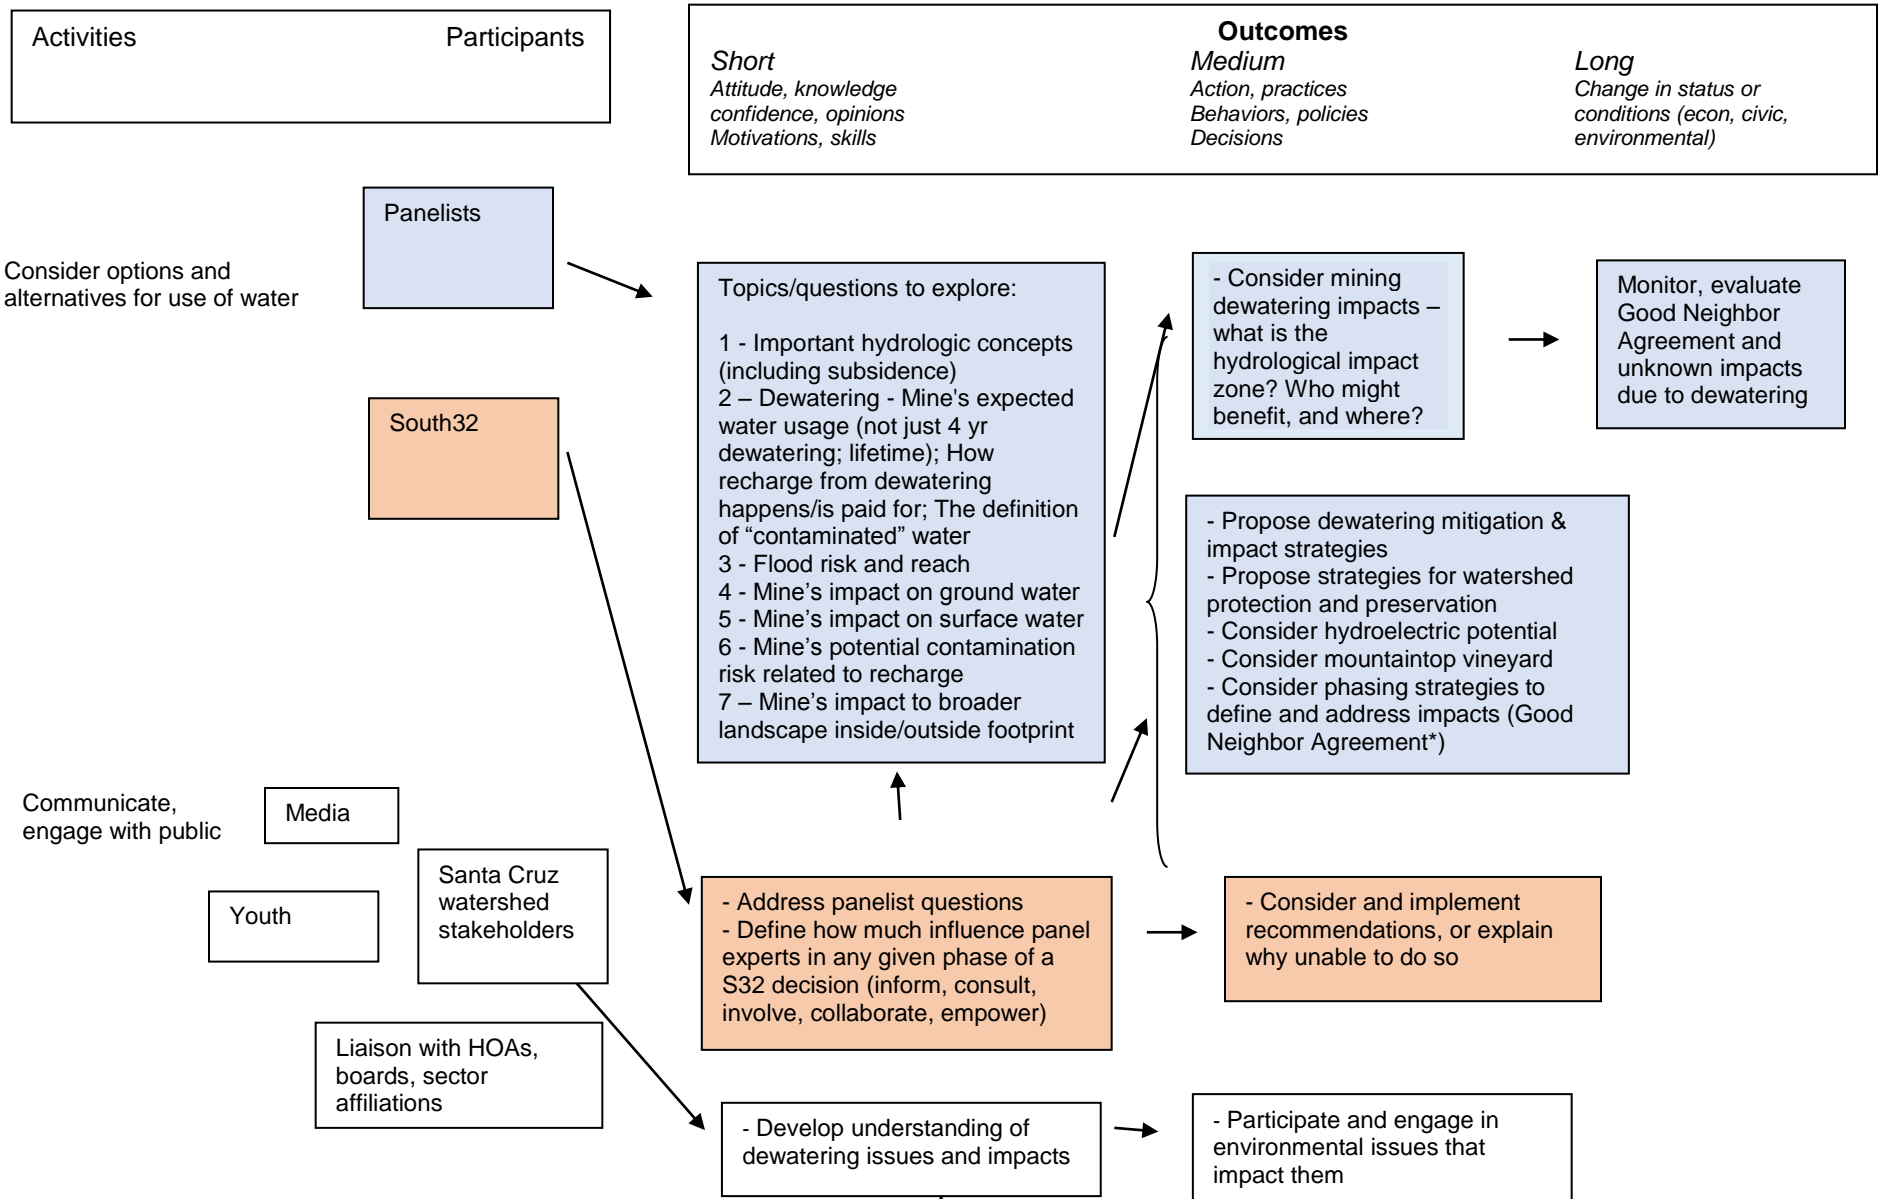 Activities
Participants
Outcomes
Short
Attitude, knowledge
confidence, opinions
Motivations, skills
Medium
Action, practices
Behaviors, policies
Decisions
Long
Change in status or
conditions (econ, civic,
environmental)
Consider options and
alternatives for use of water
Panelists
South32
Topics/questions to explore:
1 - Important hydrologic concepts
(including subsidence)
2 – Dewatering - Mine's expected
water usage (not just 4 yr
dewatering; lifetime); How
recharge from dewatering
happens/is paid for; The definition
of “contaminated” water
3 - Flood risk and reach
4 - Mine’s impact on ground water
5 - Mine’s impact on surface water
6 - Mine’s potential contamination
risk related to recharge
7 – Mine’s impact to broader
landscape inside/outside footprint
- Consider mining
dewatering impacts –
what is the
hydrological impact
zone? Who might
benefit, and where?
Monitor, evaluate
Good Neighbor
Agreement and
unknown impacts
due to dewatering
- Propose dewatering mitigation &
impact strategies
- Propose strategies for watershed
protection and preservation
- Consider hydroelectric potential
- Consider mountaintop vineyard
- Consider phasing strategies to
define and address impacts (Good
Neighbor Agreement*)
Communicate,
engage with public
Media
Youth
Santa Cruz
watershed
stakeholders
Liaison with HOAs,
boards, sector
affiliations
- Address panelist questions
- Define how much influence panel
experts in any given phase of a
S32 decision (inform, consult,
involve, collaborate, empower)
- Consider and implement
recommendations, or explain
why unable to do so
- Develop understanding of
dewatering issues and impacts
- Participate and engage in
environmental issues that
impact them